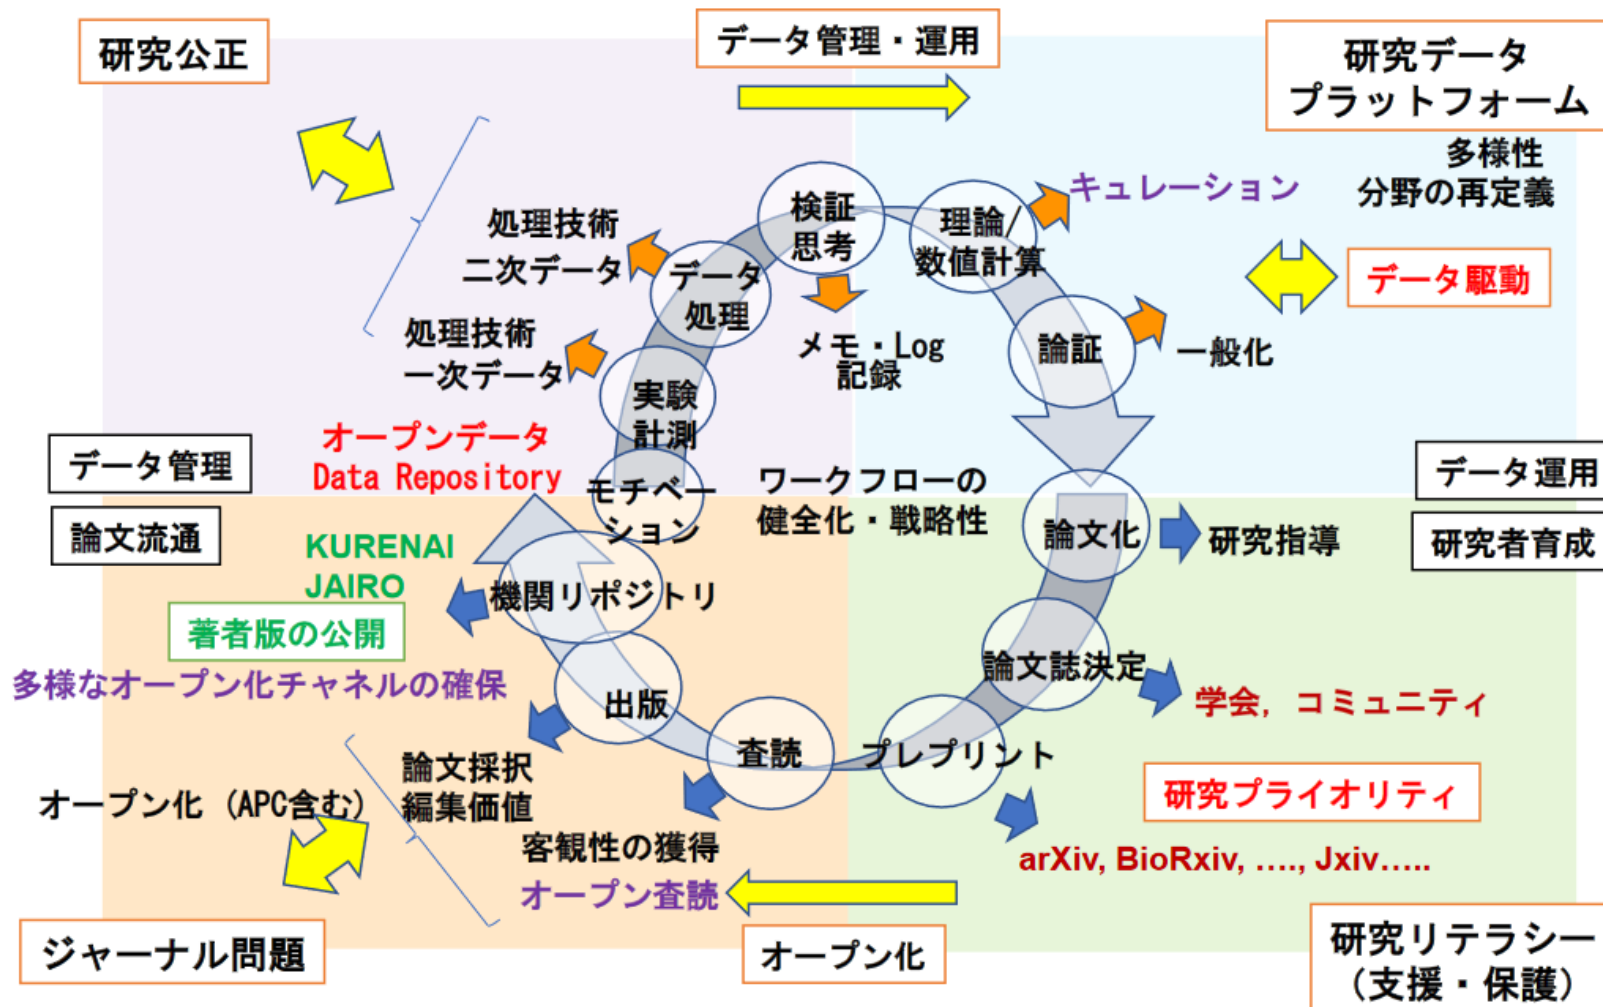 研究公正
データ管理・運用
研究データ
プラットフォーム
多様性
分野の再定義
キュレーション
検証
思考
理論/
数値計算
処理技術
二次データ
データ
処理
データ駆動
処理技術
一次データ
メモ・Log
記録
論証
一般化
実験
計測
オープンデータ
Data Repository
データ管理
モチベー
ション
ワークフローの
健全化・戦略性
データ運用
論文流通
KURENAI
JAIRO
論文化
研究指導
研究者育成
機関リポジトリ
著者版の公開
多様なオープン化チャネルの確保
論文誌決定
学会, コミュニティ
出版
査読
プレプリント
論文採択
編集価値
オープン化 (APC含む)
研究プライオリティ
客観性の獲得
オープン査読
arXiv, BioRxiv, …., Jxiv…..
ジャーナル問題
オープン化
研究リテラシー
（支援・保護）